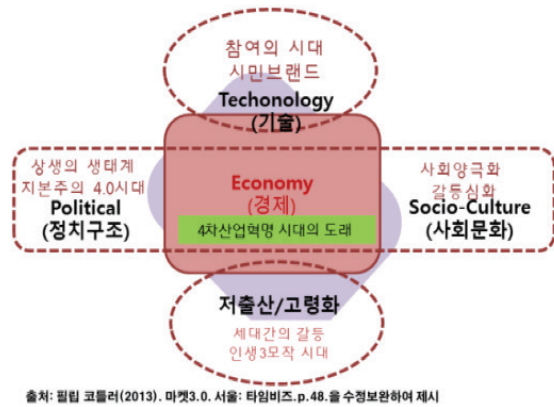 참여의 시대
시민브랜드
Techonology
(기술)
상생의 생태계
지본주의 4.0시대
Political
(정치구조)
Economy
(경제)
4차산업혁명 시대의 도래
사회양극화
갈등심화
Socio-Culture
(사회문화)
저출산/고령화
세대간의 갈등
인생3모작 시대
출처: 필립 코틀러(2013). 마켓3.0. 서울: 타임비즈.p.48.을 수정보완하여 제시